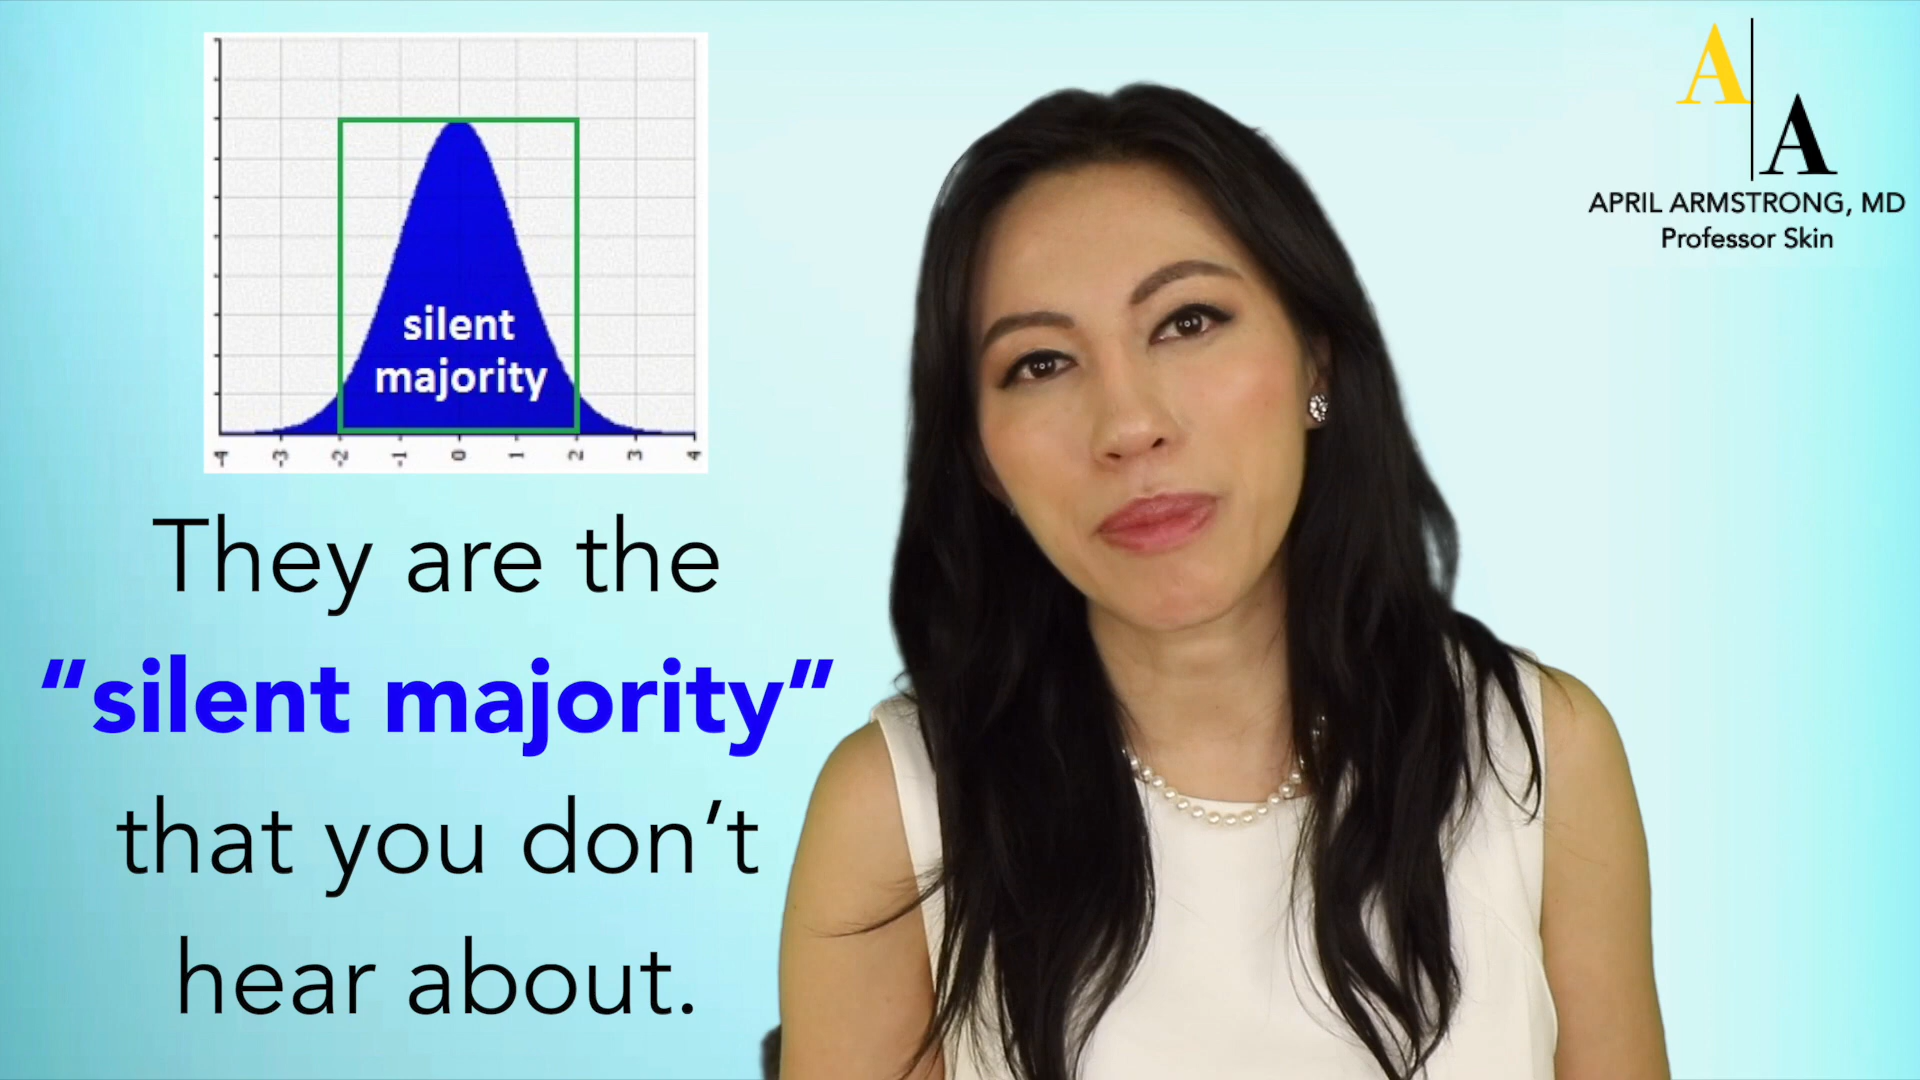 silent
majority
-4 -3 -2 -1 0 1 2 3 4
They are the
“silent majority”
that you don’t
hear about.
A A
APRIL ARMSTRONG, MD
Professor Skin